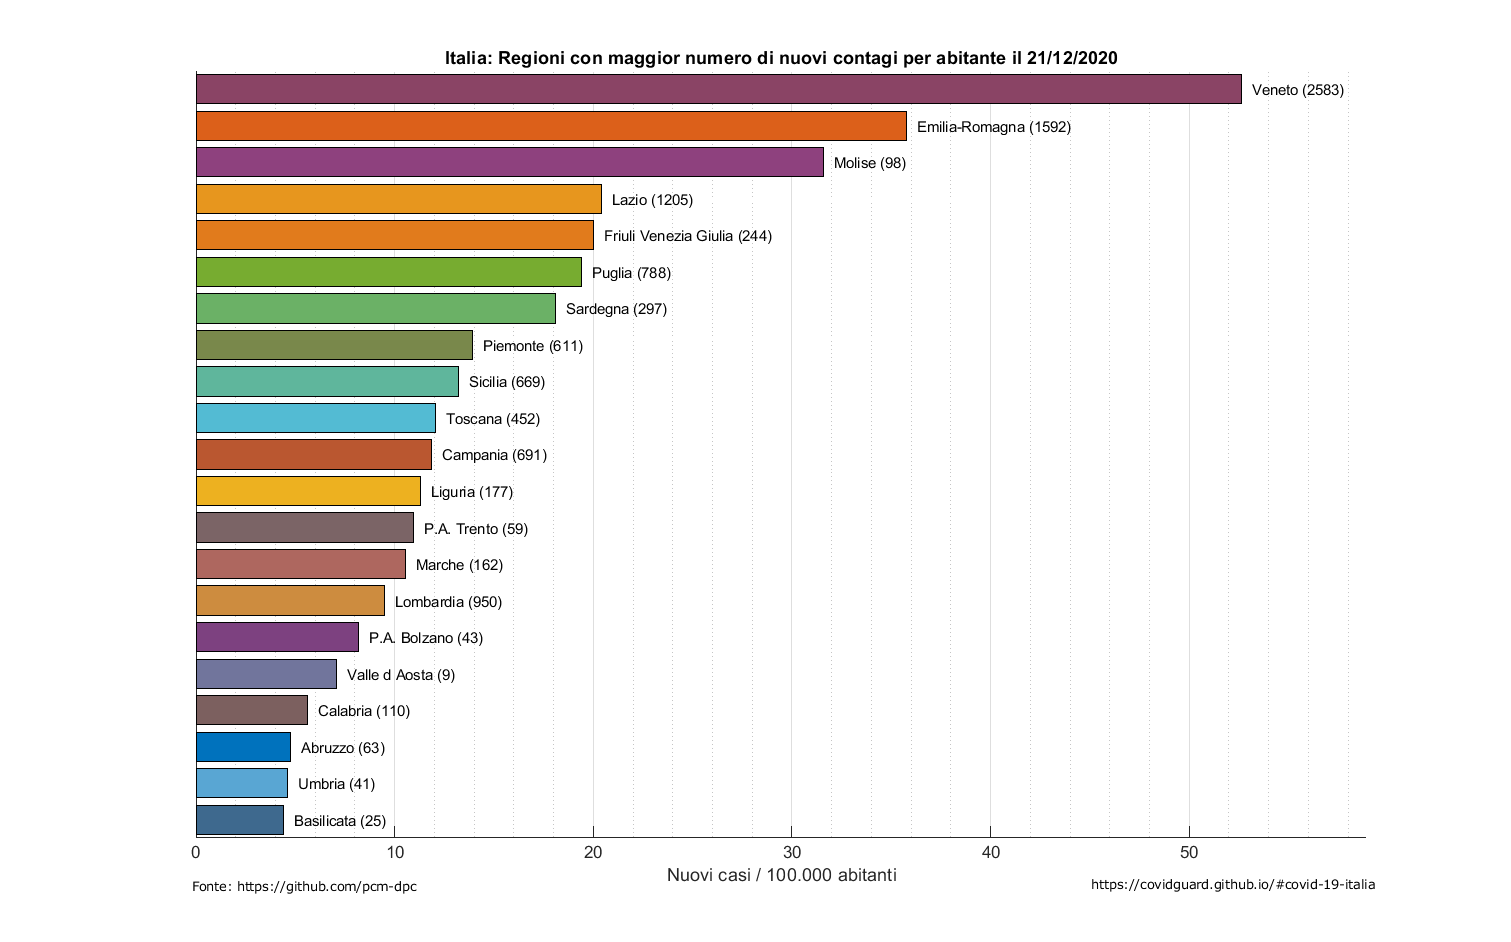 Italia: Regioni con maggior numero di nuovi contagi per abitante il 21/12/2020
Veneto (2583)
Emilia-Romagna (1592)
Molise (98)
Lazio (1205)
Friuli Venezia Giulia (244)
Puglia (788)
Sardegna (297)
Piemonte (611)
Sicilia (669)
Toscana (452)
Campania (691)
Liguria (177)
P.A. Trento (59)
Marche (162)
Lombardia (950)
P.A. Bolzano (43)
Valle d Aosta (9)
Calabria (110)
Abruzzo (63)
Umbria (41)
Basilicata (25)
0 10 20 30 40 50
Nuovi casi / 100.000 abitanti
Fonte: https://github.com/pcm-dpc
https://covidguard.github.io/#covid-19-italia